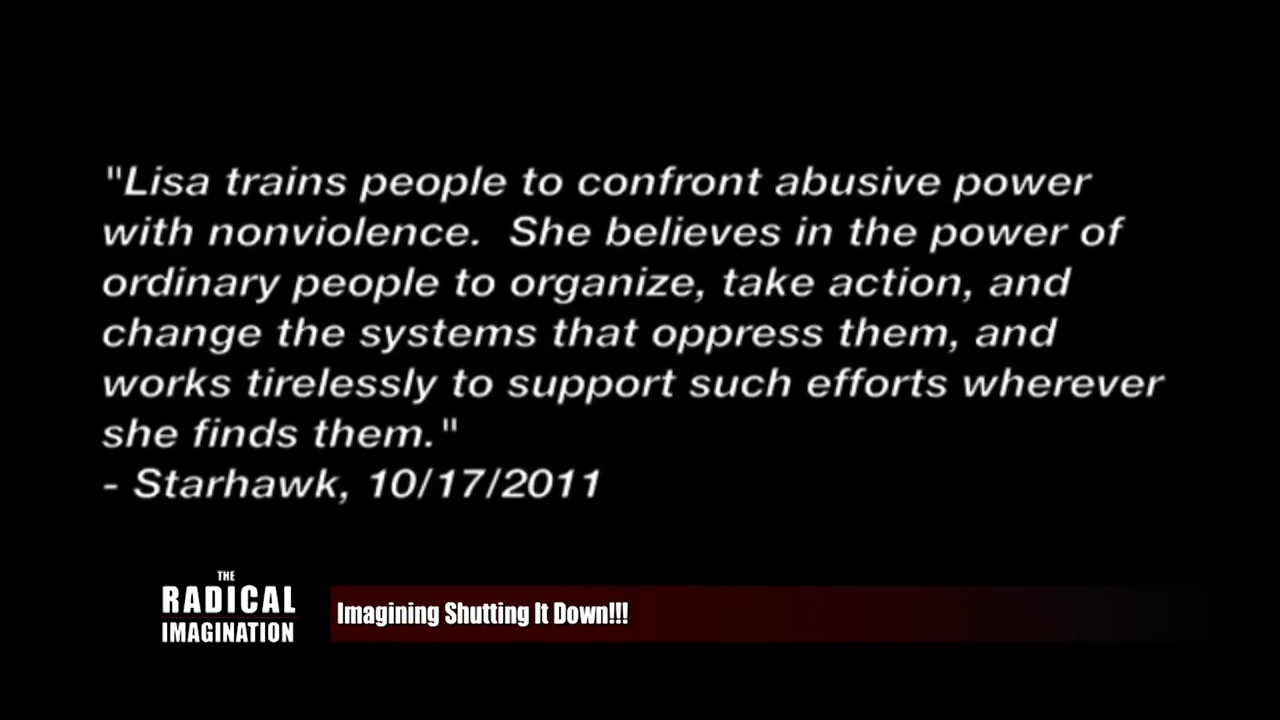 "Lisa trains people to confront abusive power
with nonviolence.  She believes in the power of
ordinary people to organize, take action, and
change the systems that oppress them, and
works tirelessly to support such efforts wherever
she finds them."
- Starhawk, 10/17/2011
THE
RADICAL
IMAGINATION
Imagining Shutting It Down!!!